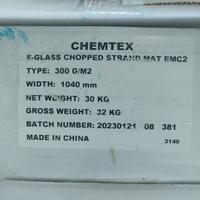 CHEMTEX
E-GLASS CHOPPED STRAND MAT EMC2
TYPE: 300 G/M2
WIDTH: 1040 mm
NET WEIGHT: 30 KG
GROSS WEIGHT: 32 KG
BATCH NUMBER: 20230121 08 381
MADE IN CHINA
3140